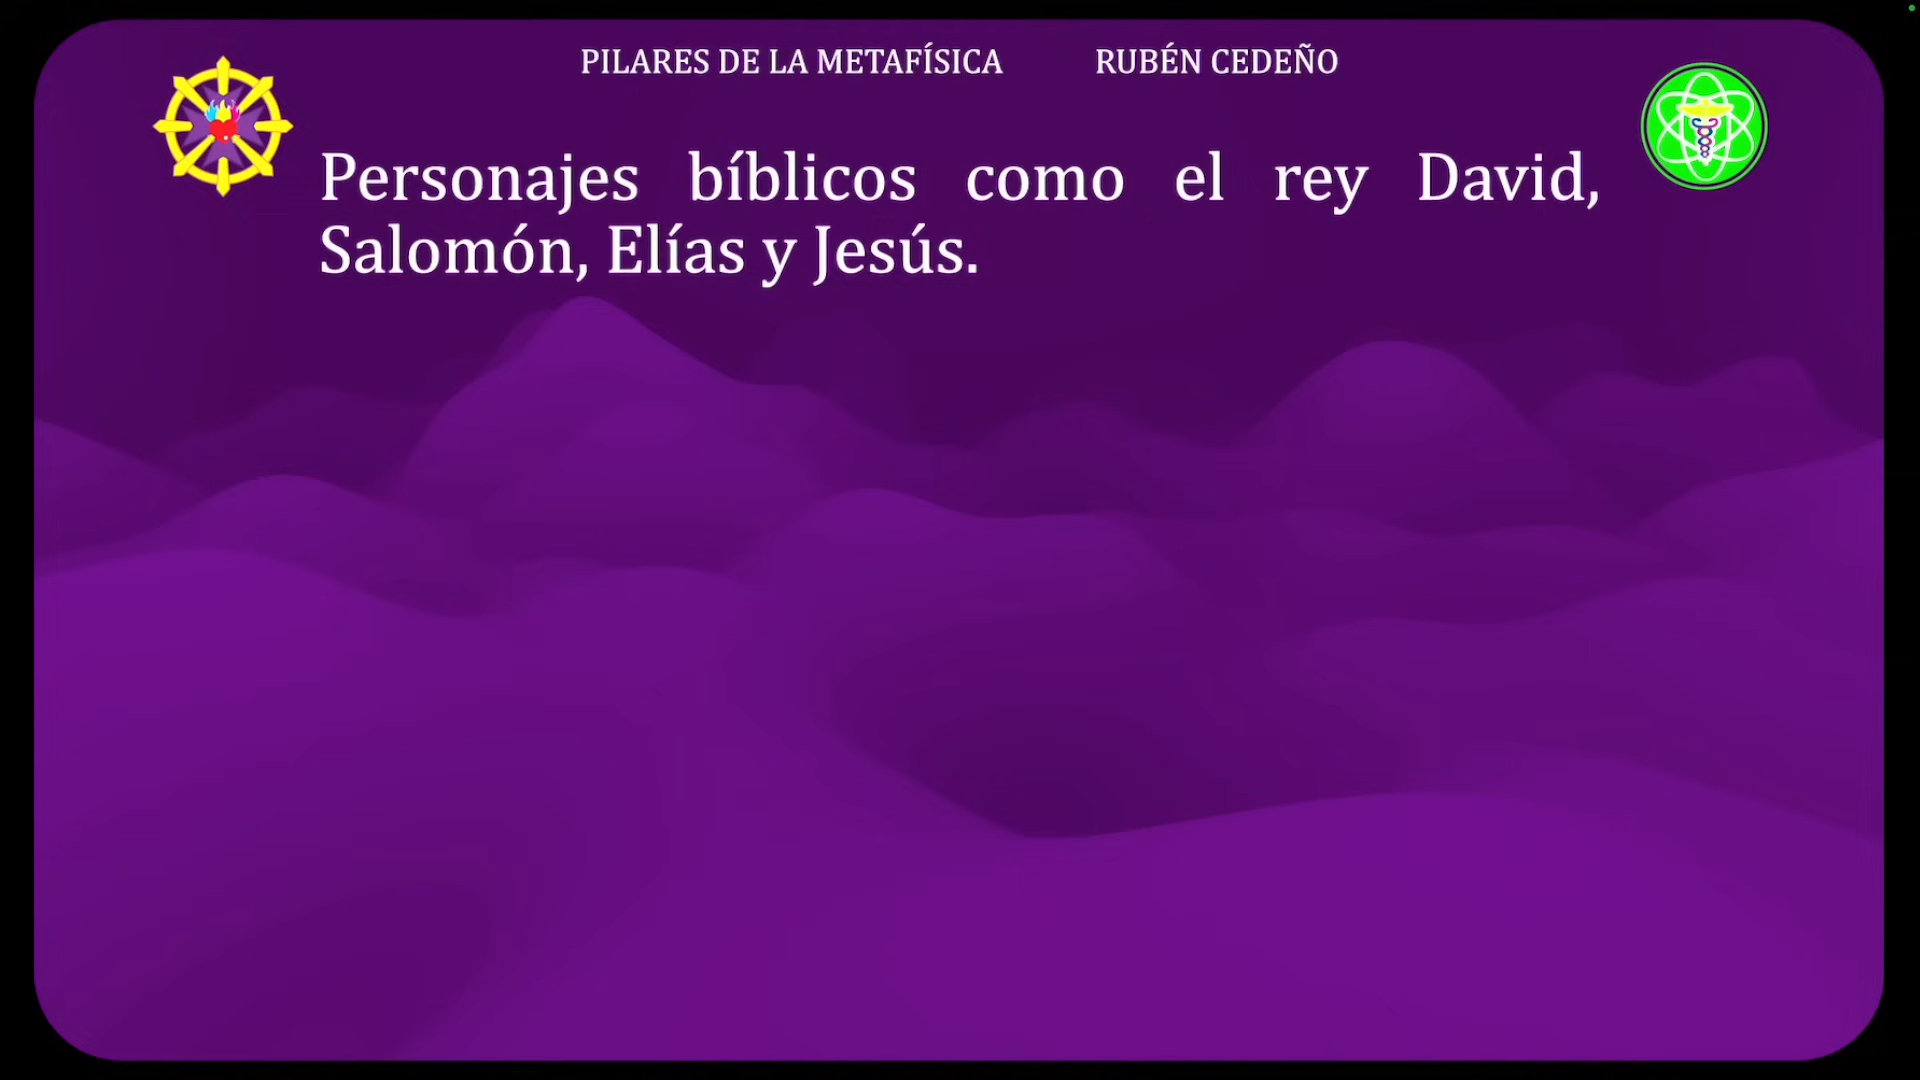 PILARES DE LA METAFÍSICA RUBÉN CEDEÑO
Personajes bíblicos como el rey David,
Salomón, Elías y Jesús.